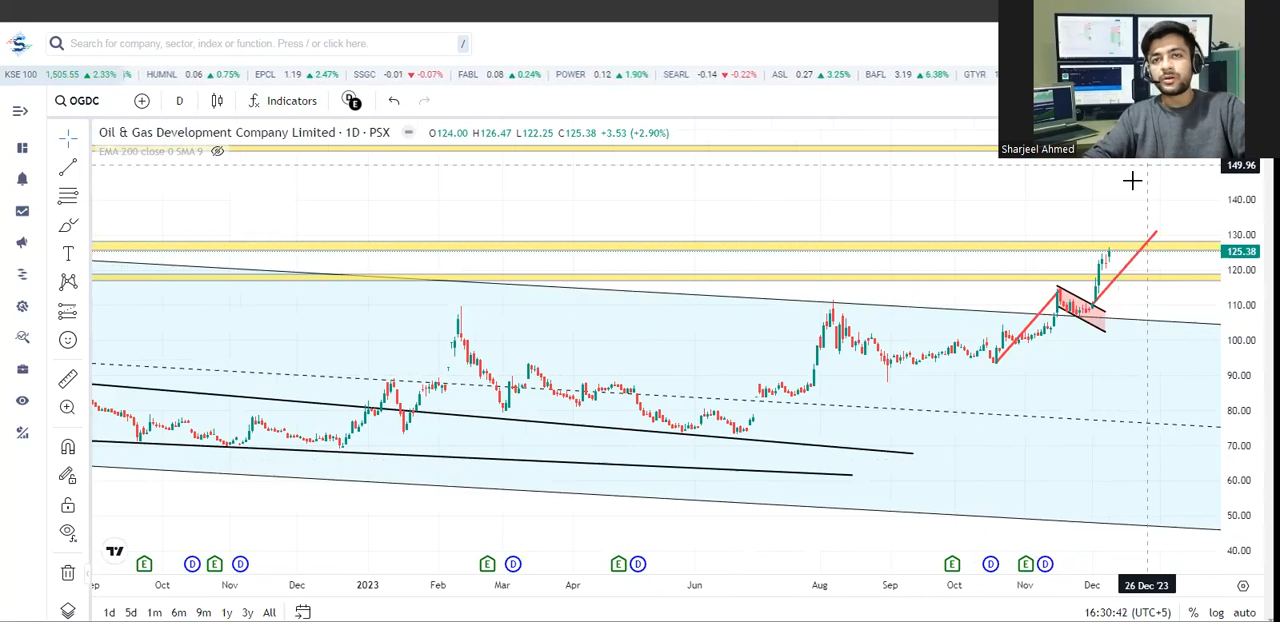 Search for company, sector, index or function. Press / or click here. /
KSE 100 1,505.55 ▲ 2.33% HUMNL 0.06 ▲ 0.75% EPCL 1.19 ▲ 2.47% SSGC -0.01 ▼ -0.07% FABL 0.08 ▲ 0.24% POWER 0.12 ▲ 1.90% SEARL -0.14 ▼ -0.22% ASL 0.27 ▲ 3.25% BAFL 3.19 ▲ 6.38% GTYR
OGDC D Indicators
Oil & Gas Development Company Limited · 1D · PSX O124.00 H126.47 L122.25 C125.38 +3.53 (+2.90%)
EMA 200 close 0 SMA 9
Sharjeel Ahmed
149.96
140.00
130.00
125.38
120.00
110.00
100.00
90.00
80.00
70.00
60.00
50.00
40.00
E D E D E D E D E D E D
Oct Nov Dec 2023 Feb Mar Apr Jun Aug Sep Oct Nov Dec 26 Dec '23
1d 5d 1m 6m 9m 1y 3y All 16:30:42 (UTC+5) % log auto